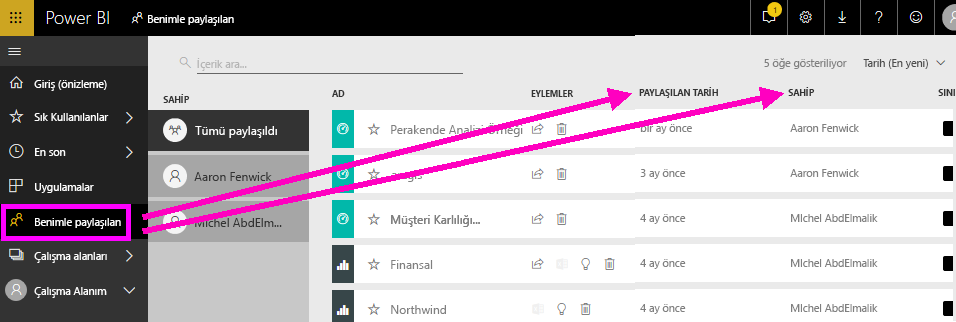 Power BI
Benimle paylaşılan
1
?
İçerik ara...
5 öğe gösteriliyor
Tarih (En yeni)
Giriş (önizleme)
Sık Kullanılanlar
En son
Uygulamalar
Benimle paylaşılan
Çalışma alanları
Çalışma Alanım
SAHİP
Tümü paylaşıldı
Aaron Fenwick
MIchel AbdElm...
AD
EYLEMLER
PAYLAŞILAN TARİH
SAHİP
SINI
Perakende Analizi Örneği
bir ay önce
Aaron Fenwick
3 ay önce
Aaron Fenwick
Müşteri Karlılığı...
4 ay önce
MIchel AbdElmalik
Finansal
4 ay önce
MIchel AbdElmalik
Northwind
4 ay önce
MIchel AbdElmalik